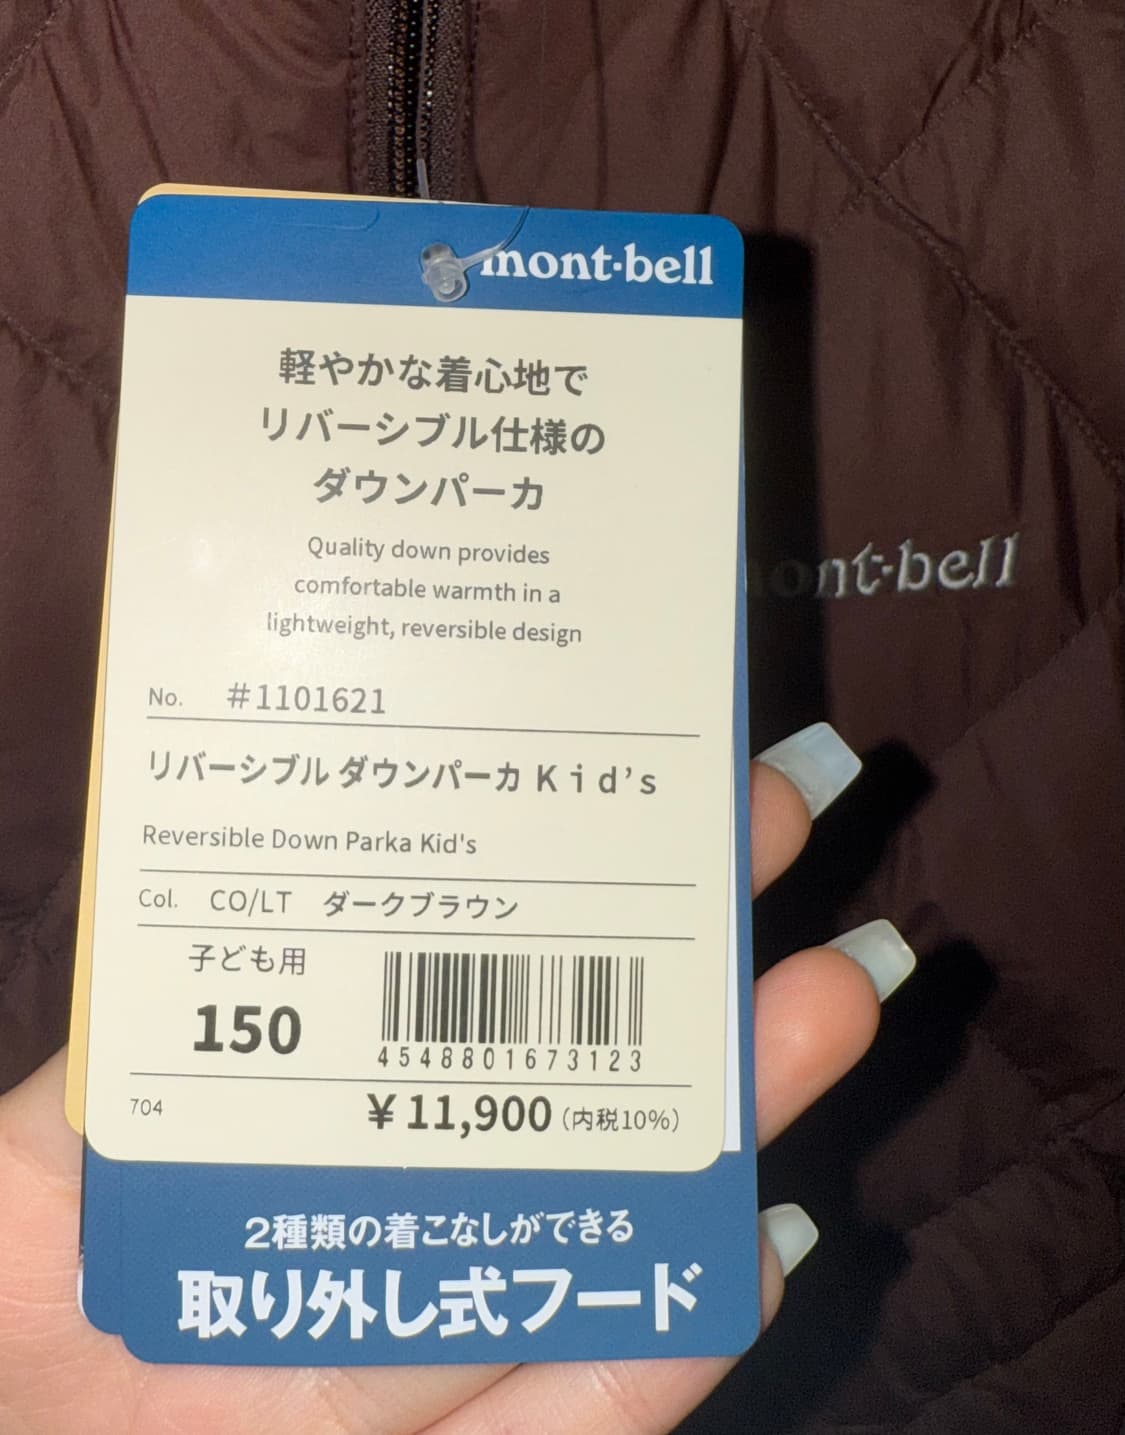 mont-bell
軽やかな着心地で
リバーシブル仕様の
ダウンパーカ
Quality down provides
comfortable warmth in a
lightweight, reversible design
No. #1101621
リバーシブル ダウンパーカ Kid's
Reversible Down Parka Kid's
Col. CO/LT ダークブラウン
子ども用
150
4548801673123
704 ¥11,900 (内税10%)
2種類の着こなしができる
取り外し式フード
mont-bell